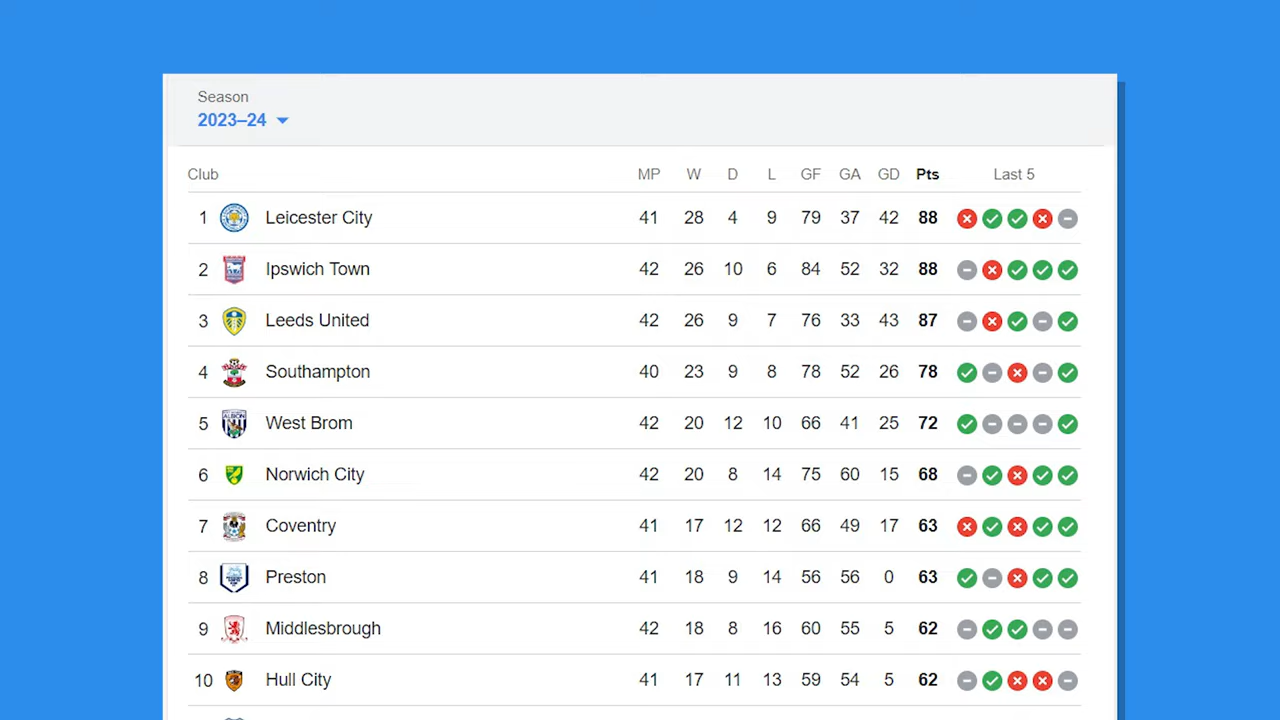 Season
2023–24
Club MP W D L GF GA GD Pts Last 5
1 Leicester City 41 28 4 9 79 37 42 88
2 Ipswich Town 42 26 10 6 84 52 32 88
3 Leeds United 42 26 9 7 76 33 43 87
4 Southampton 40 23 9 8 78 52 26 78
5 West Brom 42 20 12 10 66 41 25 72
6 Norwich City 42 20 8 14 75 60 15 68
7 Coventry 41 17 12 12 66 49 17 63
8 Preston 41 18 9 14 56 56 0 63
9 Middlesbrough 42 18 8 16 60 55 5 62
10 Hull City 41 17 11 13 59 54 5 62